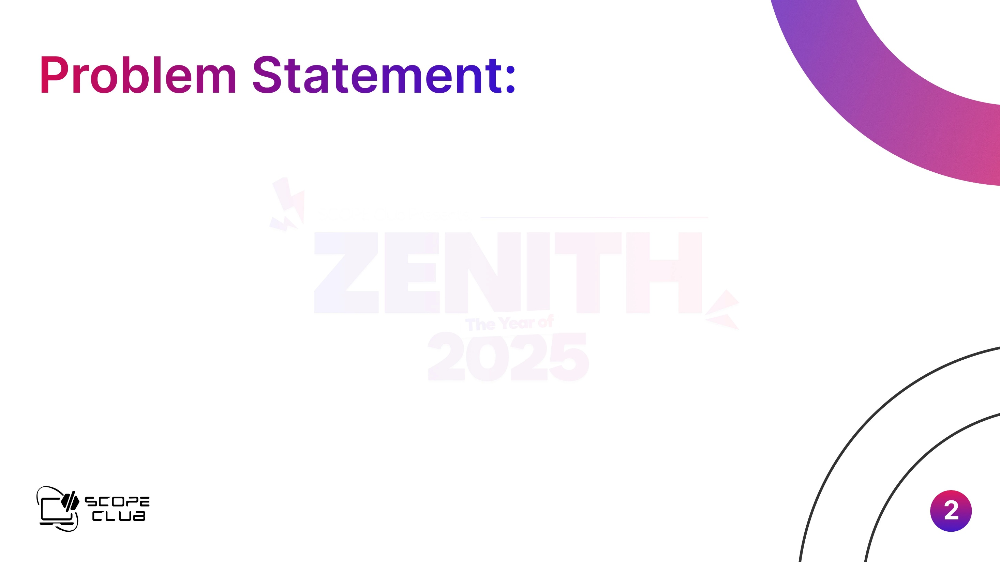 Problem Statement:
ZENITH
The Year of
2025
SCOPE
CLUB
2